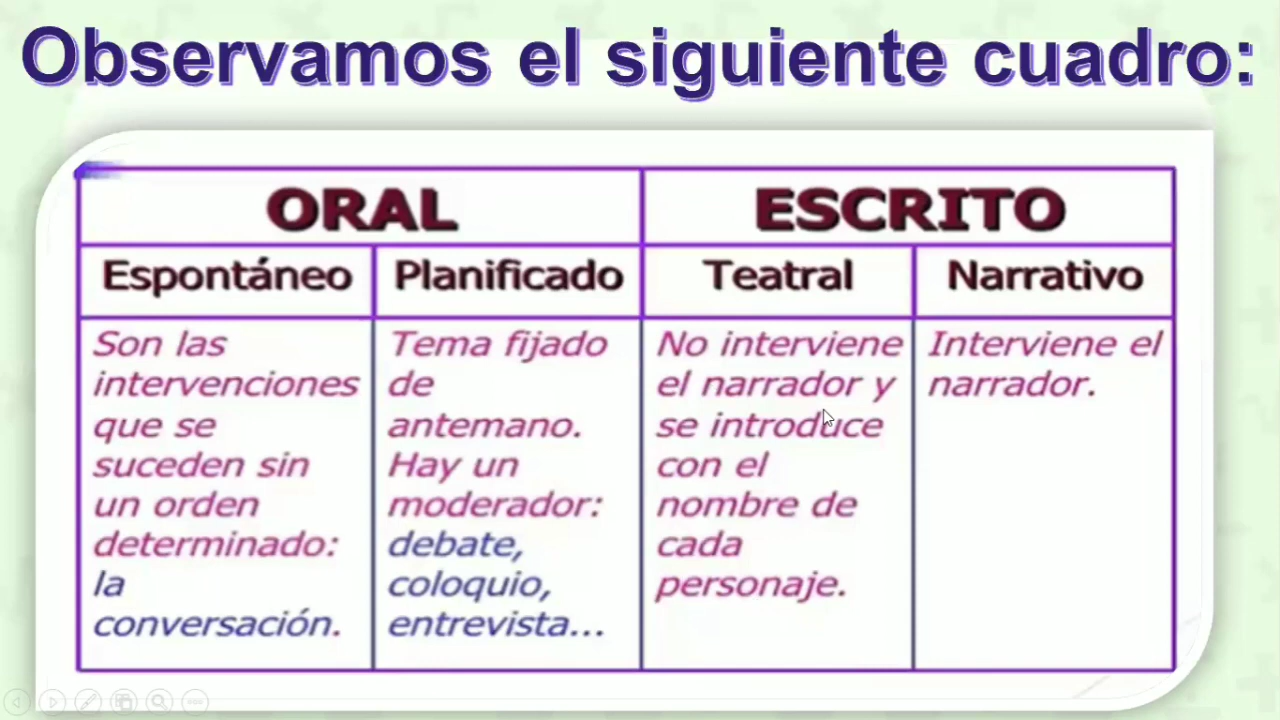 Observamos el siguiente cuadro:
ORAL
ESCRITO
Espontáneo
Planificado
Teatral
Narrativo
Son las
intervenciones
que se
suceden sin
un orden
determinado:
la
conversación.
Tema fijado
de
antemano.
Hay un
moderador:
debate,
coloquio,
entrevista...
No interviene
el narrador y
se introduce
con el
nombre de
cada
personaje.
Interviene el
narrador.